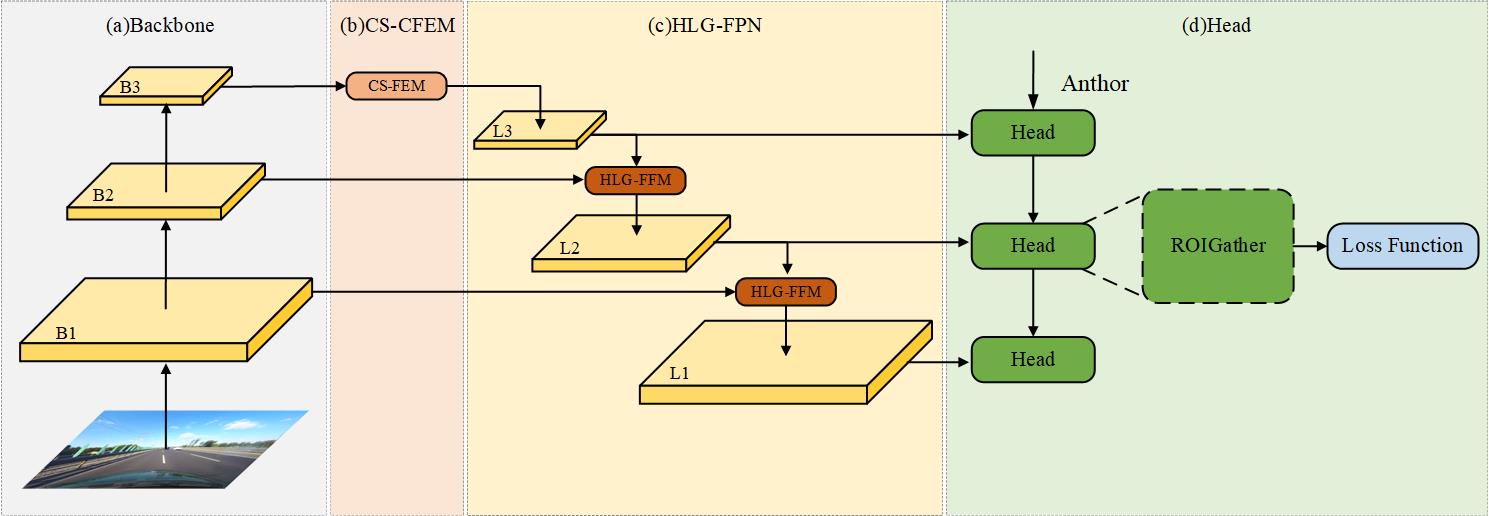 (a)Backbone
(b)CS-CFEM
(c)HLG-FPN
(d)Head
B3
CS-FEM
Anthor
L3
Head
B2
HLG-FFM
L2
Head
ROIGather
Loss Function
B1
HLG-FFM
L1
Head